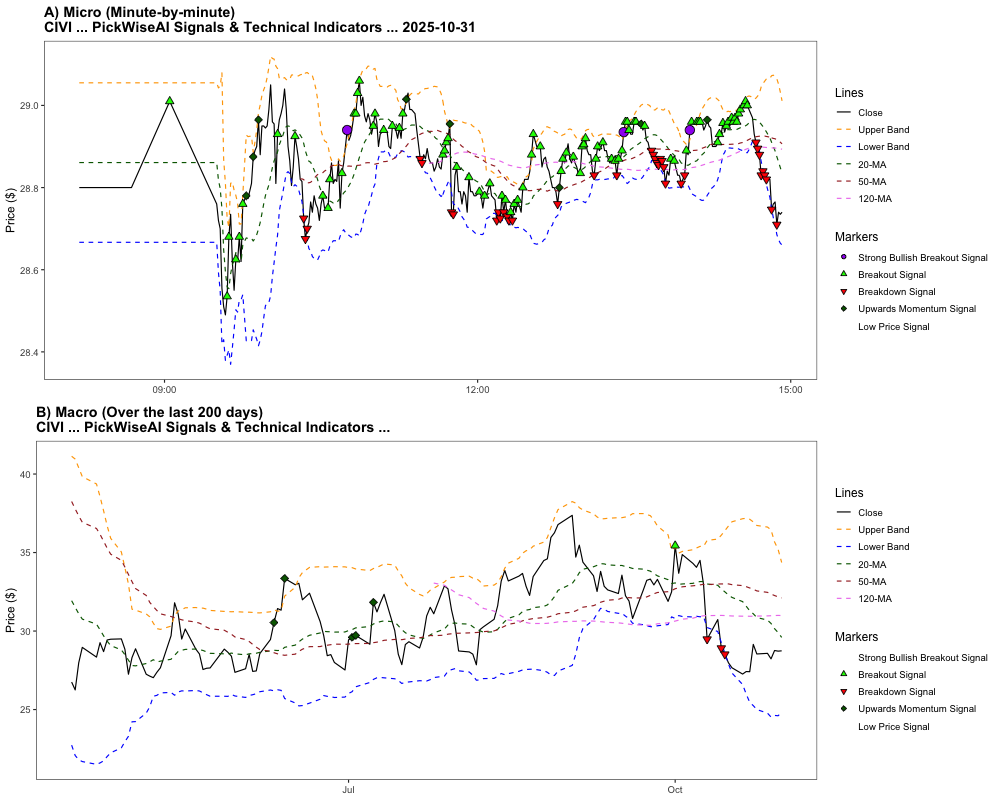 A) Micro (Minute-by-minute)
CIVI ... PickWiseAI Signals & Technical Indicators ... 2025-10-31
Price ($)
29.0
28.8
28.6
28.4
09:00
12:00
15:00
Lines
Close
Upper Band
Lower Band
20-MA
50-MA
120-MA
Markers
Strong Bullish Breakout Signal
Breakout Signal
Breakdown Signal
Upwards Momentum Signal
Low Price Signal
B) Macro (Over the last 200 days)
CIVI ... PickWiseAI Signals & Technical Indicators ...
Price ($)
40
35
30
25
Jul
Oct
Lines
Close
Upper Band
Lower Band
20-MA
50-MA
120-MA
Markers
Strong Bullish Breakout Signal
Breakout Signal
Breakdown Signal
Upwards Momentum Signal
Low Price Signal